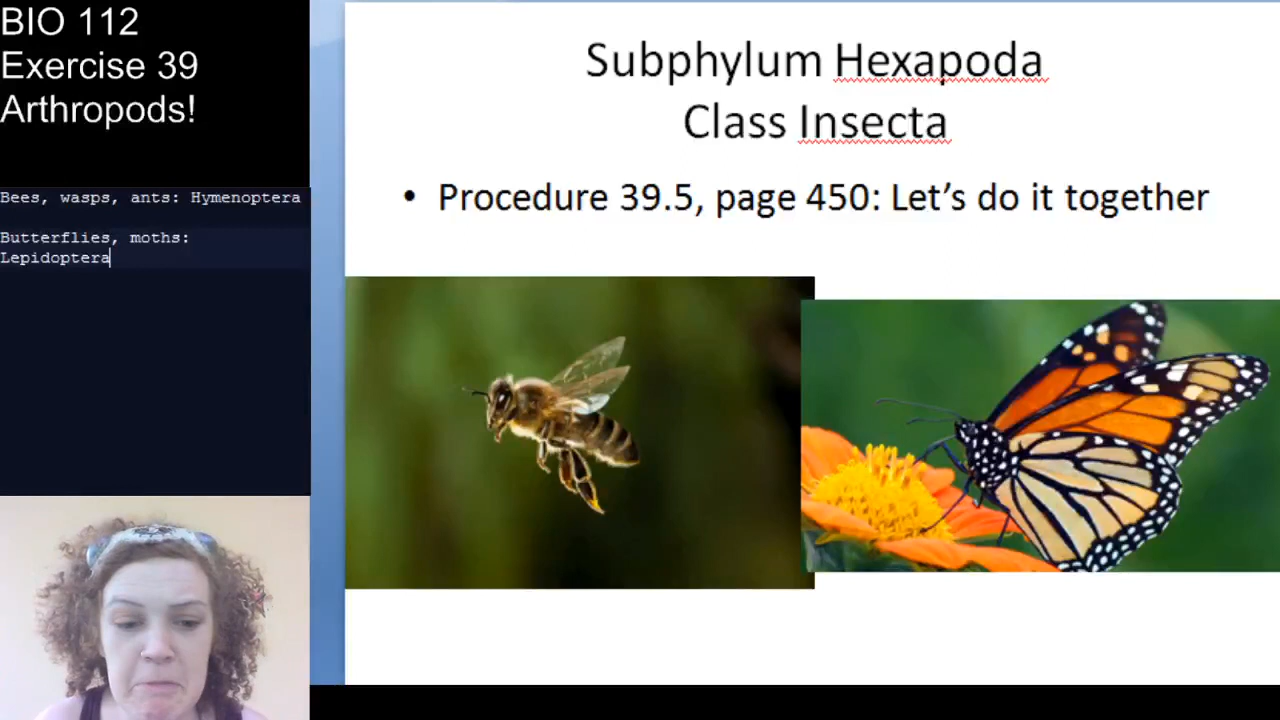 BIO 112
Exercise 39
Arthropods!
Bees, wasps, ants: Hymenoptera
Butterflies, moths:
Lepidoptera
Subphylum Hexapoda
Class Insecta
• Procedure 39.5, page 450: Let's do it together